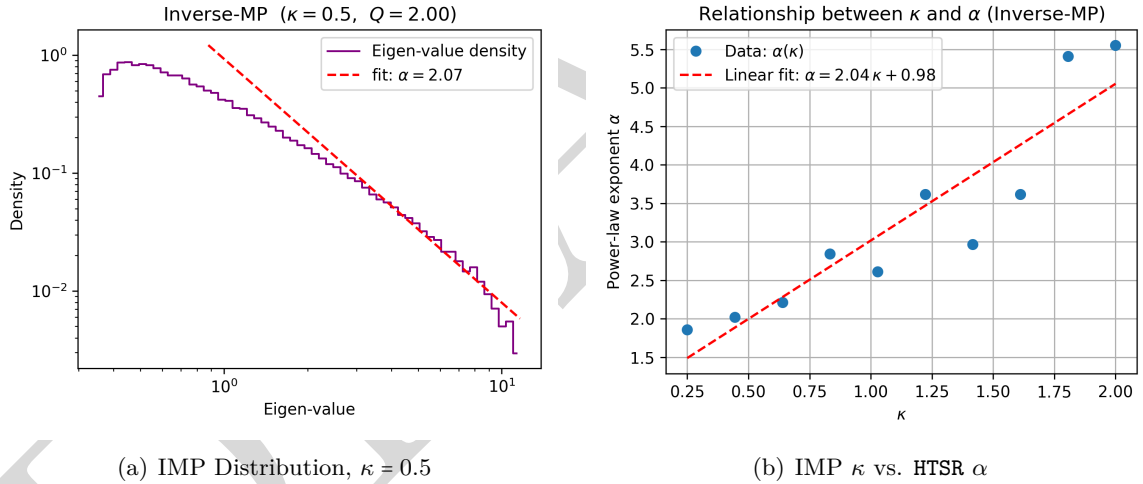 Inverse-MP (κ = 0.5, Q = 2.00)
Eigen-value density
fit: α = 2.07
10⁰
10⁻¹
10⁻²
Density
10⁰ 10¹
Eigen-value
(a) IMP Distribution, κ = 0.5
Relationship between κ and α (Inverse-MP)
Data: α(κ)
Linear fit: α = 2.04 κ + 0.98
5.5
5.0
4.5
4.0
3.5
3.0
2.5
2.0
1.5
Power-law exponent α
0.25 0.50 0.75 1.00 1.25 1.50 1.75 2.00
κ
(b) IMP κ vs. HTSR α